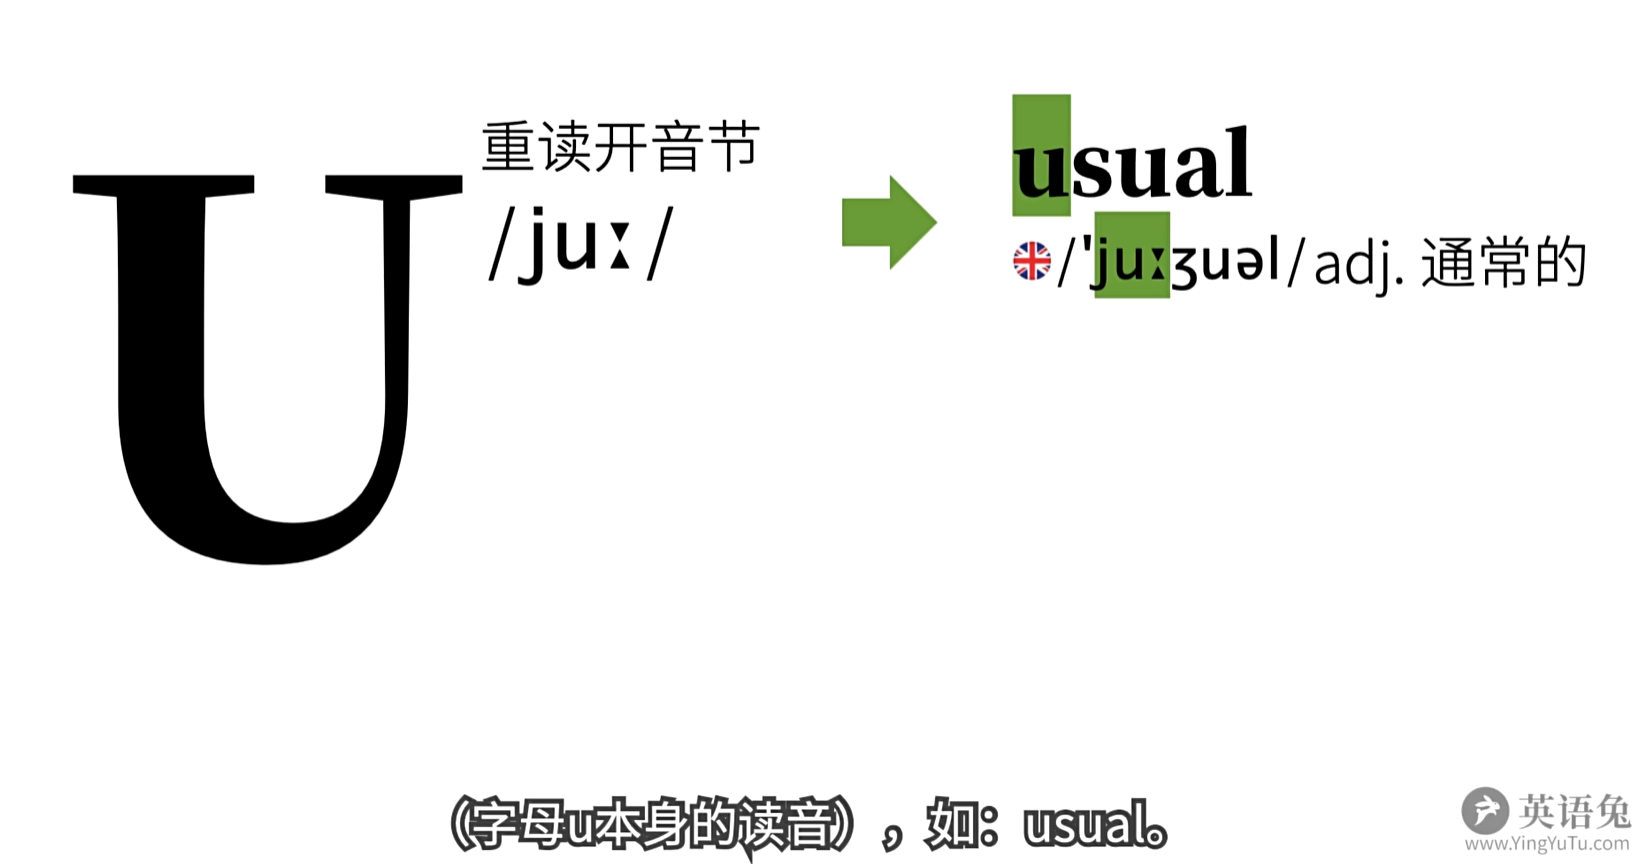 U
重读开音节
/juː/
usual
/'juːʒuəl/ adj. 通常的
（字母u本身的读音），如：usual。
英语兔
www.YingYuTu.com